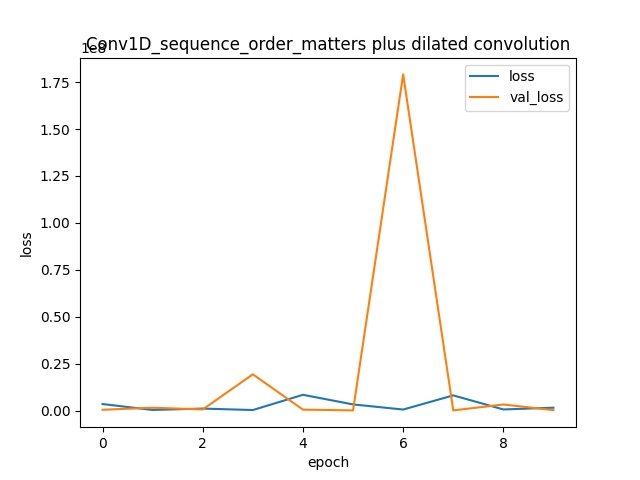 Conv1D_sequence_order_matters plus dilated convolution
1e8
loss
val_loss
1.75
1.50
1.25
1.00
0.75
0.50
0.25
0.00
loss
0 2 4 6 8
epoch